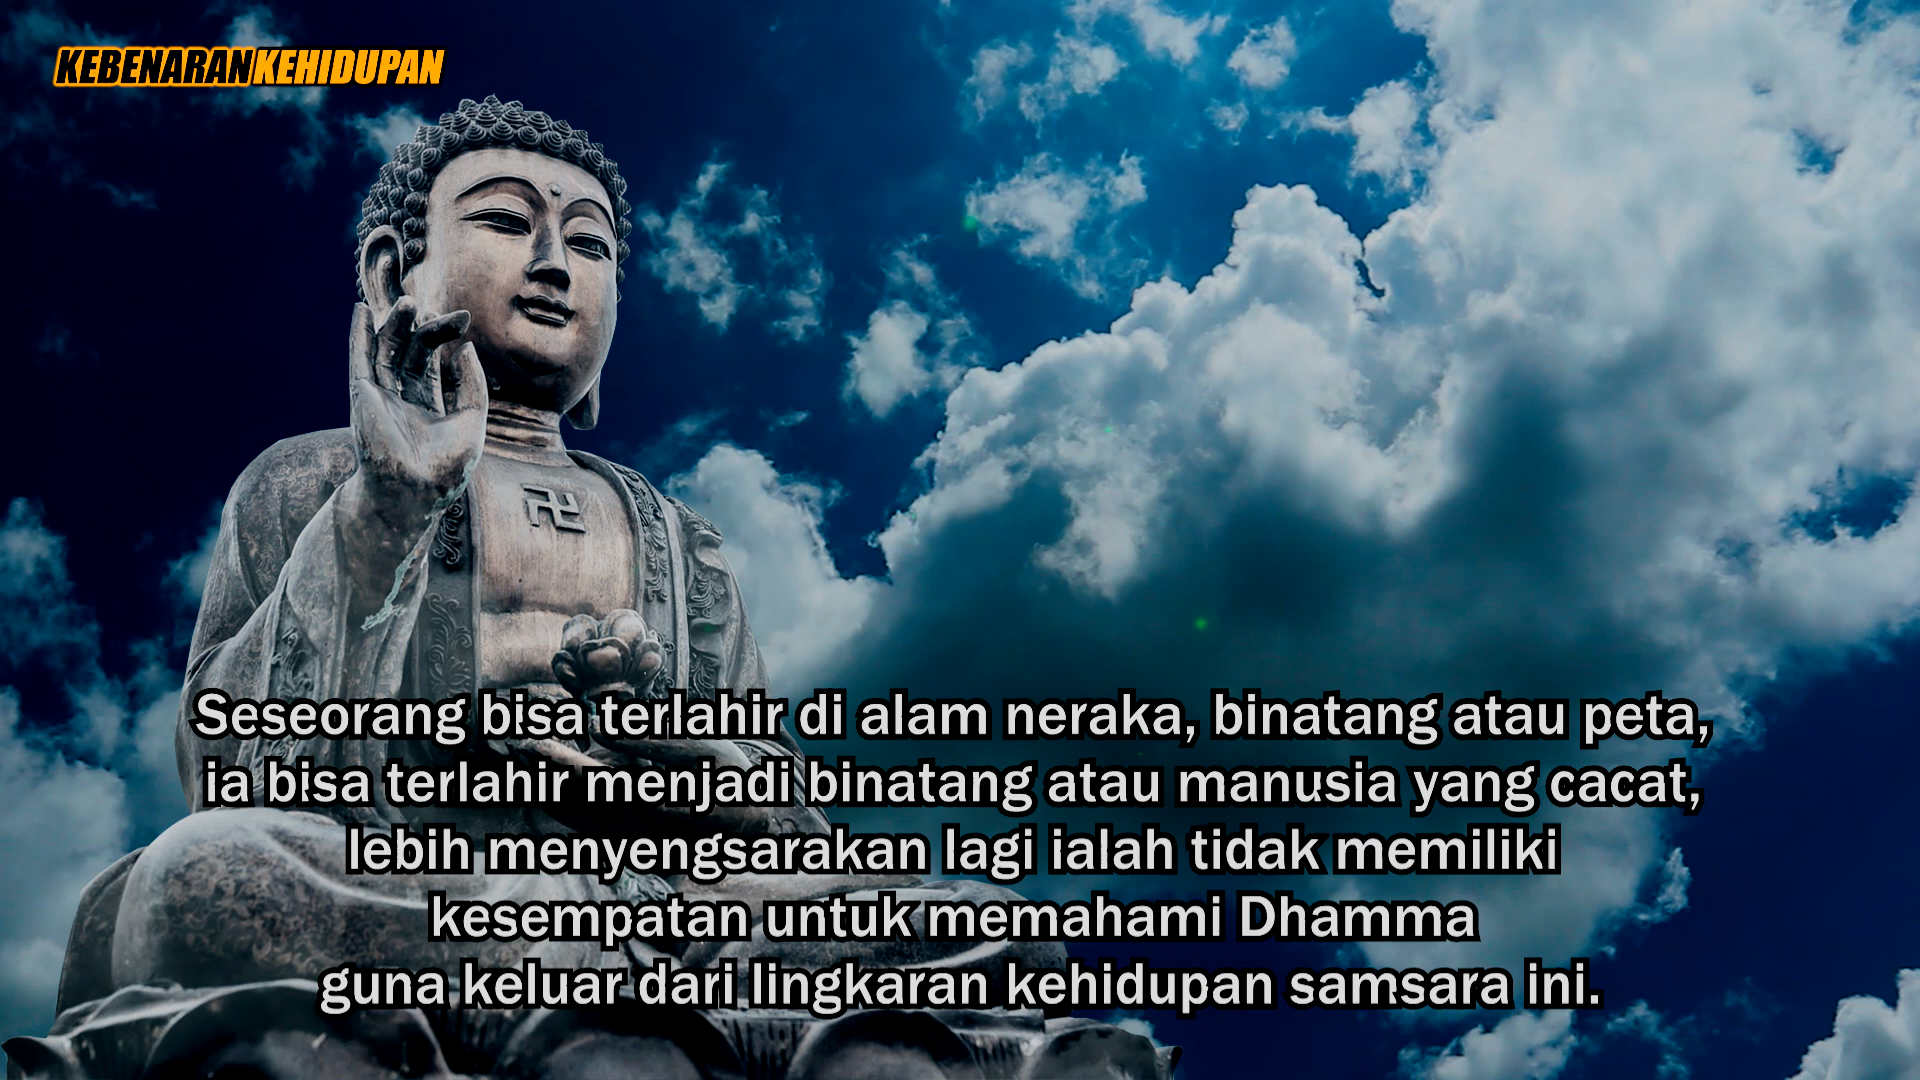 KEBENARANKEHIDUPAN
Seseorang bisa terlahir di alam neraka, binatang atau peta,
ia bisa terlahir menjadi binatang atau manusia yang cacat,
lebih menyengsarakan lagi ialah tidak memiliki
kesempatan untuk memahami Dhamma
guna keluar dari lingkaran kehidupan samsara ini.